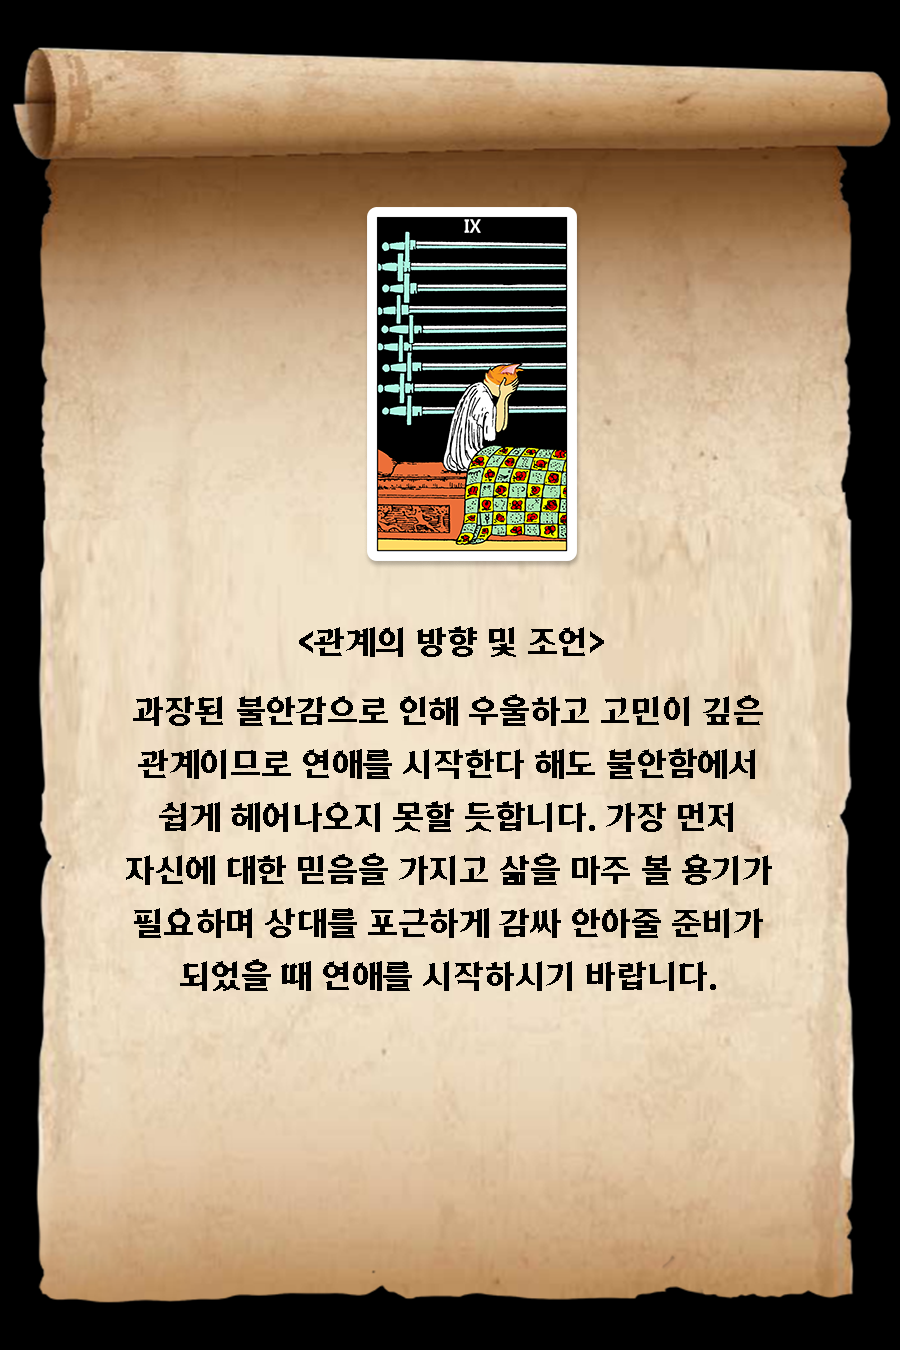 IX
<관계의 방향 및 조언>
과장된 불안감으로 인해 우울하고 고민이 깊은
관계이므로 연애를 시작한다 해도 불안함에서
쉽게 헤어나오지 못할 듯합니다. 가장 먼저
자신에 대한 믿음을 가지고 삶을 마주 볼 용기가
필요하며 상대를 포근하게 감싸 안아줄 준비가
되었을 때 연애를 시작하시기 바랍니다.